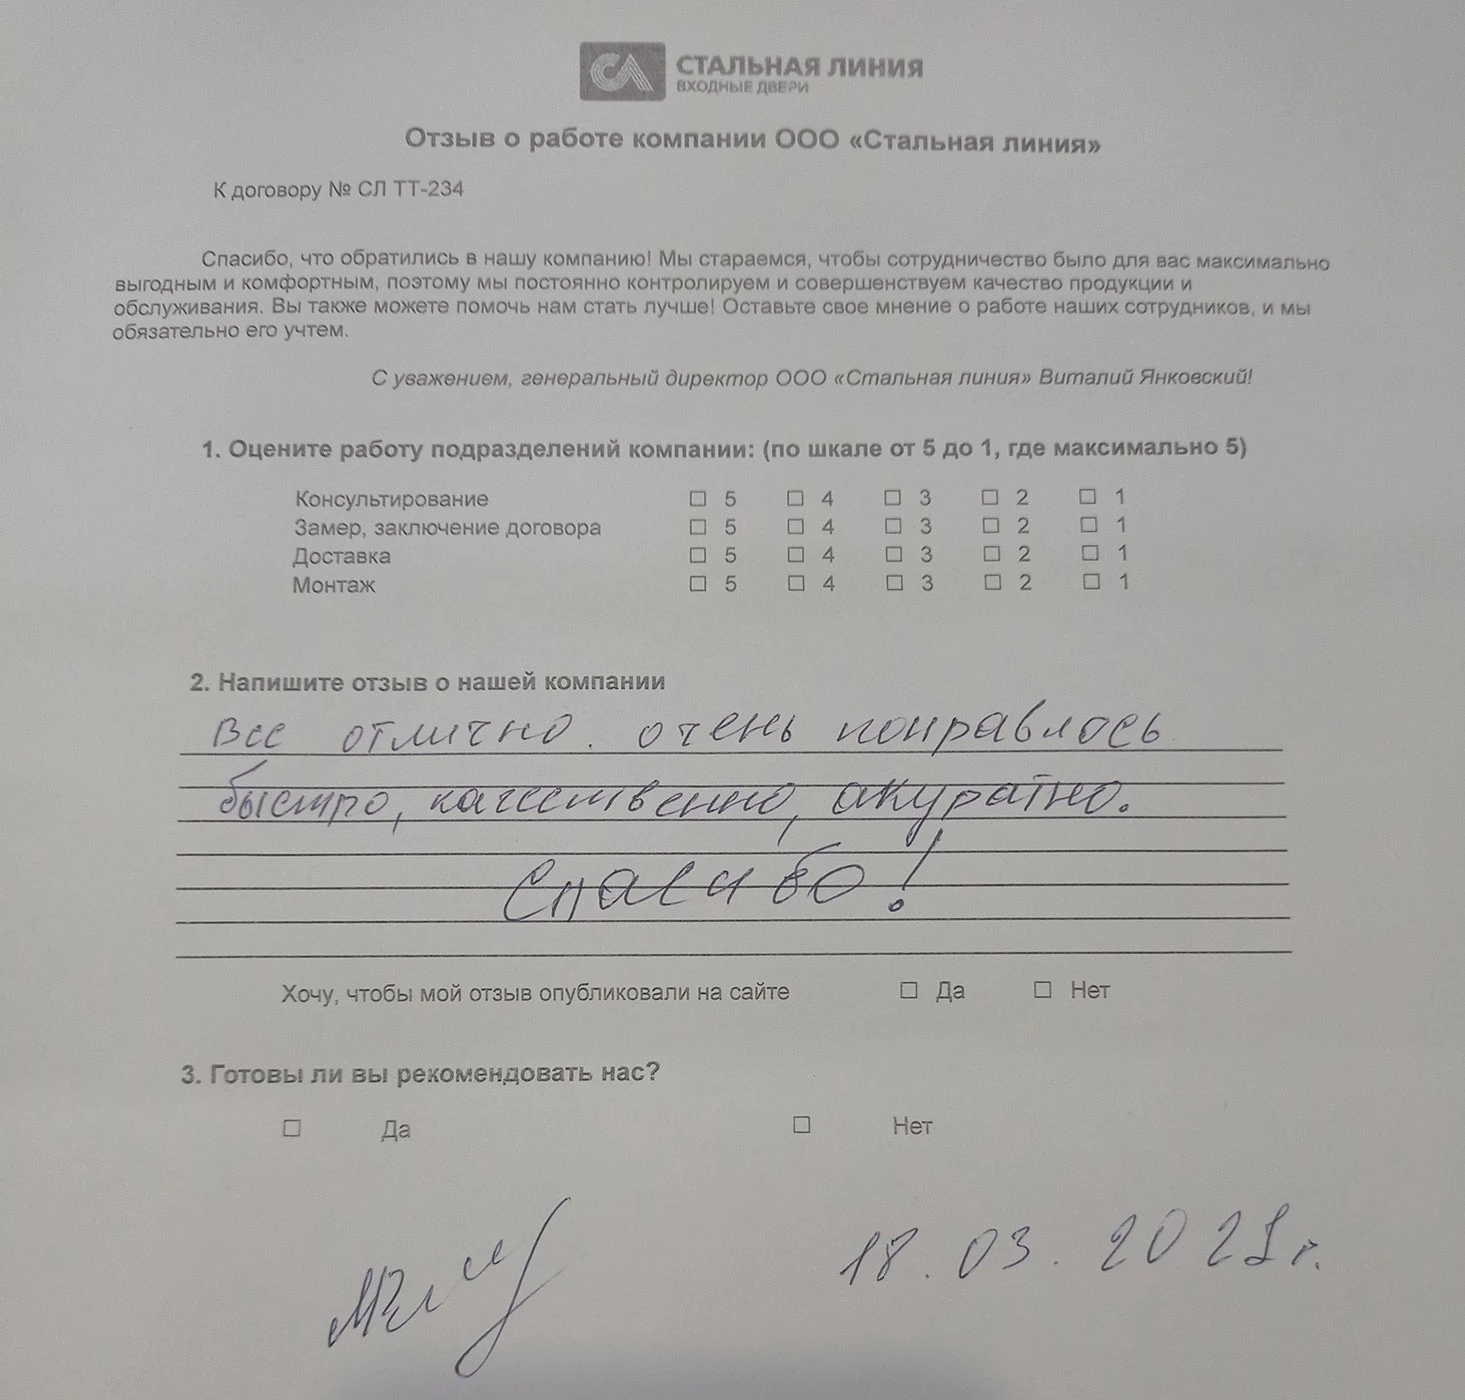 СТАЛЬНАЯ ЛИНИЯ
ВХОДНЫЕ ДВЕРИ
Отзыв о работе компании ООО «Стальная линия»
К договору № СЛ ТТ-234
Спасибо, что обратились в нашу компанию! Мы стараемся, чтобы сотрудничество было для вас максимально
выгодным и комфортным, поэтому мы постоянно контролируем и совершенствуем качество продукции и
обслуживания. Вы также можете помочь нам стать лучше! Оставьте свое мнение о работе наших сотрудников, и мы
обязательно его учтем.
С уважением, генеральный директор ООО «Стальная линия» Виталий Янковский!
1. Оцените работу подразделений компании: (по шкале от 5 до 1, где максимально 5)
Консультирование ☐ 5 ☐ 4 ☐ 3 ☐ 2 ☐ 1
Замер, заключение договора ☐ 5 ☐ 4 ☐ 3 ☐ 2 ☐ 1
Доставка ☐ 5 ☐ 4 ☐ 3 ☐ 2 ☐ 1
Монтаж ☐ 5 ☐ 4 ☐ 3 ☐ 2 ☐ 1
2. Напишите отзыв о нашей компании
Все отлично. очень понравлось
быстро, качественно, акуратно.
Спасибо!
Хочу, чтобы мой отзыв опубликовали на сайте ☐ Да ☐ Нет
3. Готовы ли вы рекомендовать нас?
☐ Да ☐ Нет
18.03.2021г.